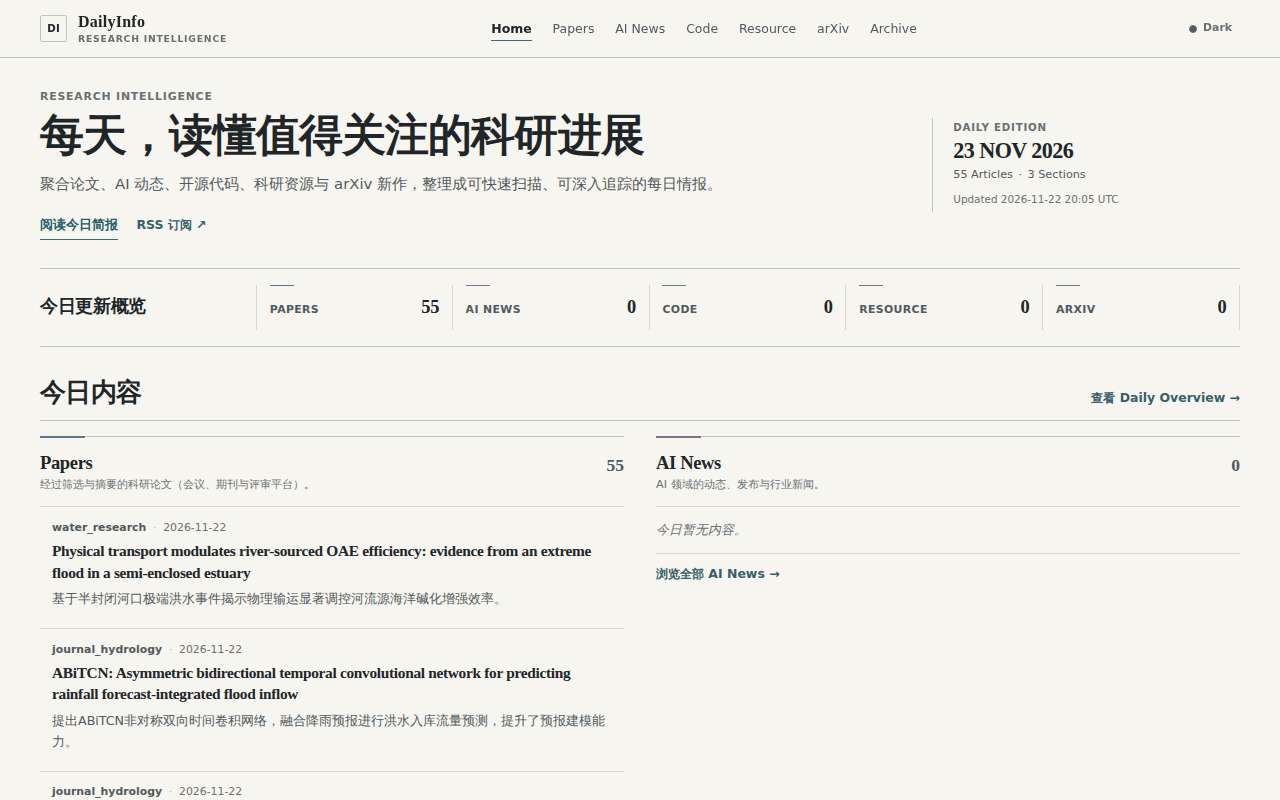 DI
DailyInfo
RESEARCH INTELLIGENCE
Home Papers AI News Code Resource arXiv Archive
Dark
RESEARCH INTELLIGENCE
每天，读懂值得关注的科研进展
聚合论文、AI 动态、开源代码、科研资源与 arXiv 新作，整理成可快速扫描、可深入追踪的每日情报。
阅读今日简报 RSS 订阅 ↗
DAILY EDITION
23 NOV 2026
55 Articles · 3 Sections
Updated 2026-11-22 20:05 UTC
今日更新概览
PAPERS 55
AI NEWS 0
CODE 0
RESOURCE 0
ARXIV 0
今日内容
查看 Daily Overview →
Papers 55
经过筛选与摘要的科研论文（会议、期刊与评审平台）。
water_research · 2026-11-22
Physical transport modulates river-sourced OAE efficiency: evidence from an extreme
flood in a semi-enclosed estuary
基于半封闭河口极端洪水事件揭示物理输运显著调控河流源海洋碱化增强效率。
journal_hydrology · 2026-11-22
ABiTCN: Asymmetric bidirectional temporal convolutional network for predicting
rainfall forecast-integrated flood inflow
提出ABiTCN非对称双向时间卷积网络，融合降雨预报进行洪水入库流量预测，提升了预报建模能
力。
journal_hydrology · 2026-11-22
AI News 0
AI 领域的动态、发布与行业新闻。
今日暂无内容。
浏览全部 AI News →